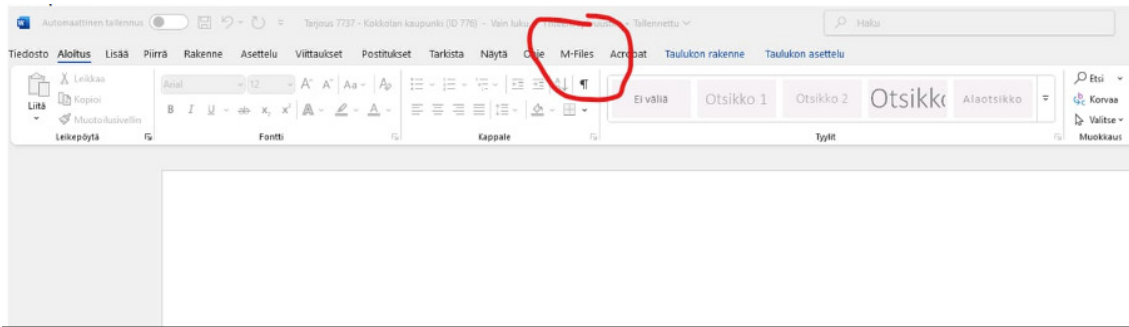 Automaattinen tallennus Tarjous 7737 - Kokkolan kaupunki (ID 776) - Vain luku - Tallennettu Haku
Tiedosto Aloitus Lisää Piirrä Rakenne Asettelu Viittaukset Postitukset Tarkista Näytä Ohje M-Files Acrobat Taulukon rakenne Taulukon asettelu
Liitä
Leikkaa
Kopioi
Muotoilusivellin
Leikepöytä
Arial 12
Fontti
Kappale
Ei väliä Otsikko 1 Otsikko 2 Otsikko Alaotsikko
Tyylit
Etsi
Korvaa
Valitse
Muokkaus